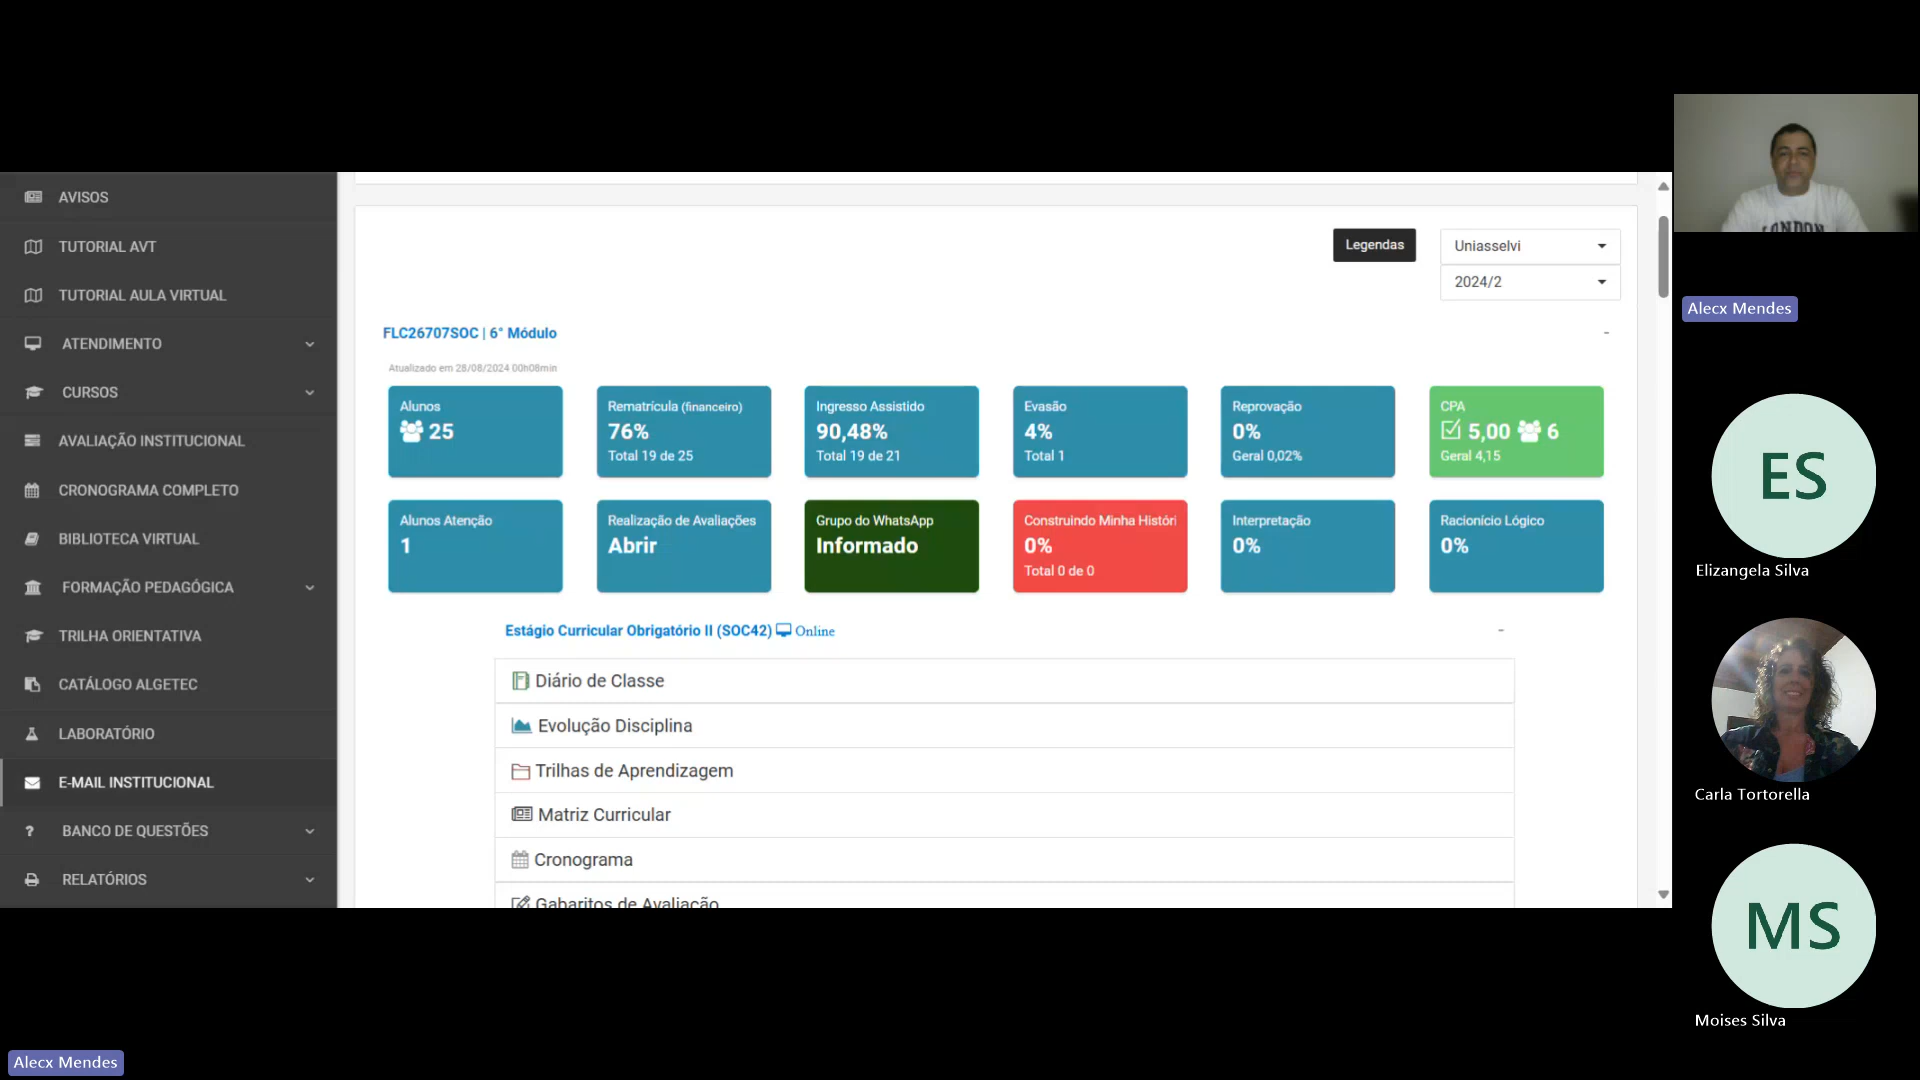 AVISOS
TUTORIAL AVT
TUTORIAL AULA VIRTUAL
ATENDIMENTO
CURSOS
AVALIAÇÃO INSTITUCIONAL
CRONOGRAMA COMPLETO
BIBLIOTECA VIRTUAL
FORMAÇÃO PEDAGÓGICA
TRILHA ORIENTATIVA
CATÁLOGO ALGETEC
LABORATÓRIO
E-MAIL INSTITUCIONAL
BANCO DE QUESTÕES
RELATÓRIOS
Legendas
Uniasselvi
2024/2
FLC26707SOC | 6° Módulo
-
Atualizado em 28/08/2024 00h08min
Alunos
25
Rematrícula (financeiro)
76%
Total 19 de 25
Ingresso Assistido
90,48%
Total 19 de 21
Evasão
4%
Total 1
Reprovação
0%
Geral 0,02%
CPA
5,00 6
Geral 4,15
Alunos Atenção
1
Realização de Avaliações
Abrir
Grupo do WhatsApp
Informado
Construindo Minha Históri
0%
Total 0 de 0
Interpretação
0%
Racionício Lógico
0%
Estágio Curricular Obrigatório II (SOC42) Online
-
Diário de Classe
Evolução Disciplina
Trilhas de Aprendizagem
Matriz Curricular
Cronograma
Gabaritos de Avaliação
LONDON
Alecx Mendes
ES
Elizangela Silva
Carla Tortorella
MS
Moises Silva
Alecx Mendes